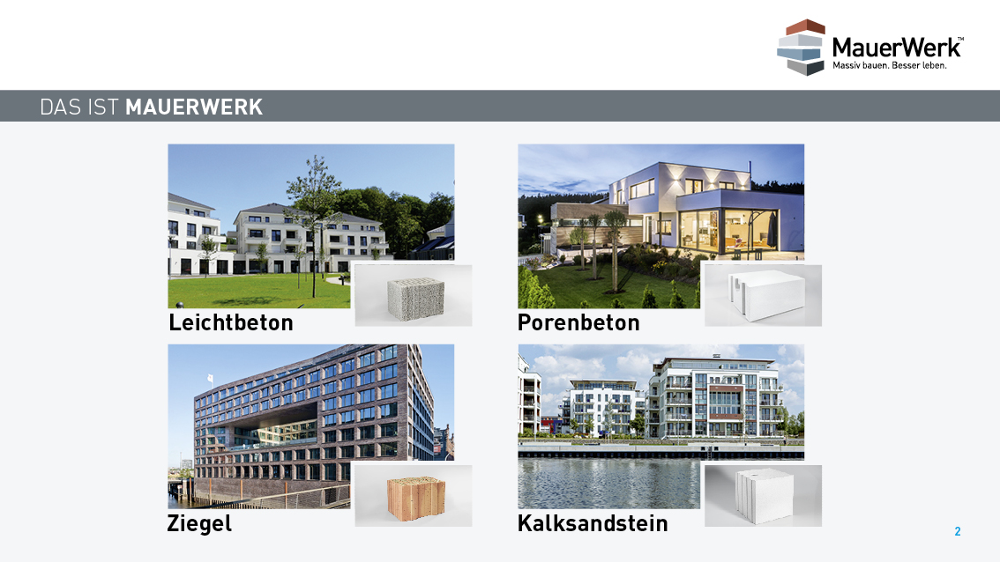 MauerWerk™
Massiv bauen. Besser leben.
DAS IST MAUERWERK
Leichtbeton
Porenbeton
Ziegel
Kalksandstein
2